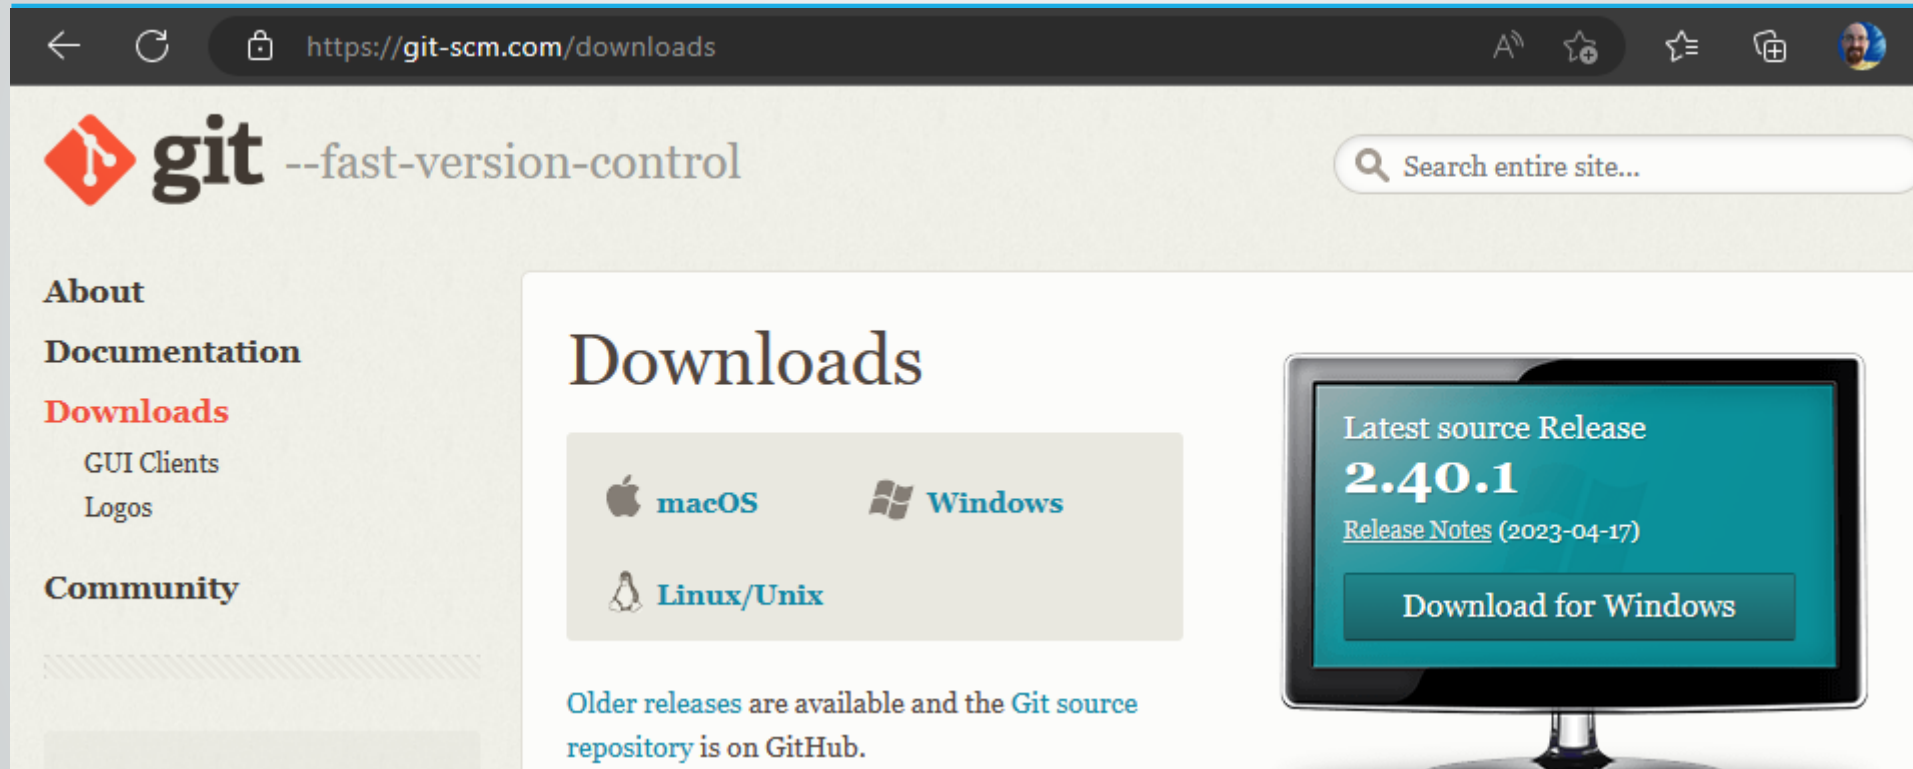 https://git-scm.com/downloads
git --fast-version-control
Search entire site...
About
Documentation
Downloads
GUI Clients
Logos
Community
Downloads
macOS
Windows
Linux/Unix
Older releases are available and the Git source
repository is on GitHub.
Latest source Release
2.40.1
Release Notes (2023-04-17)
Download for Windows